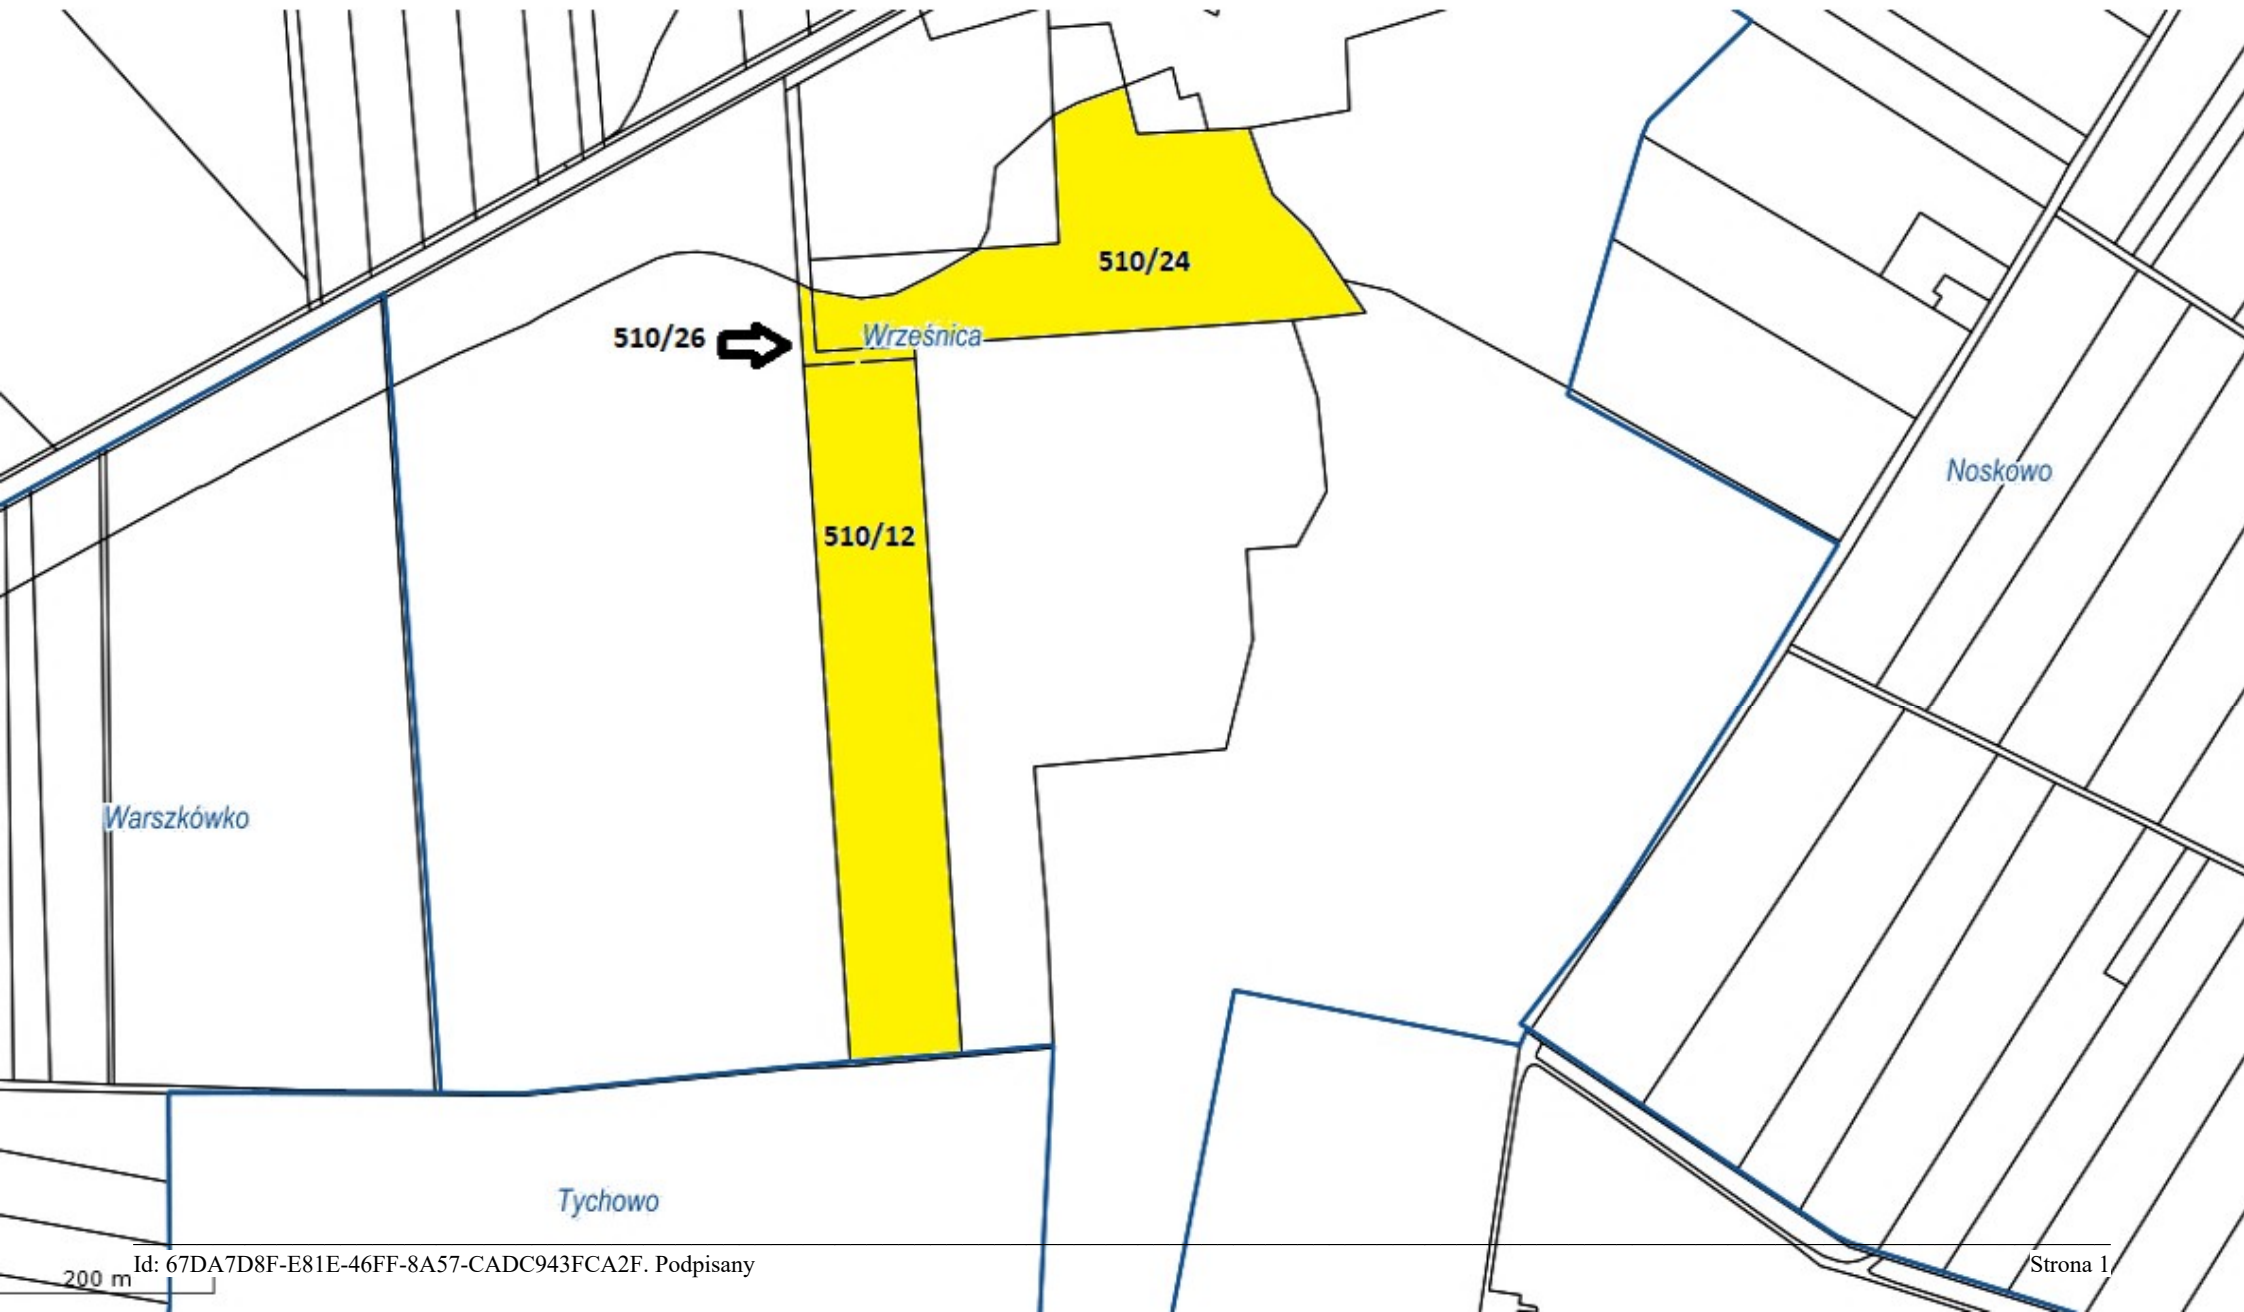 510/24
510/26
Wrześnica
Noskowo
510/12
Warszkówko
Tychowo
Id: 67DA7D8F-E81E-46FF-8A57-CADC943FCA2F. Podpisany
Strona 1
200 m